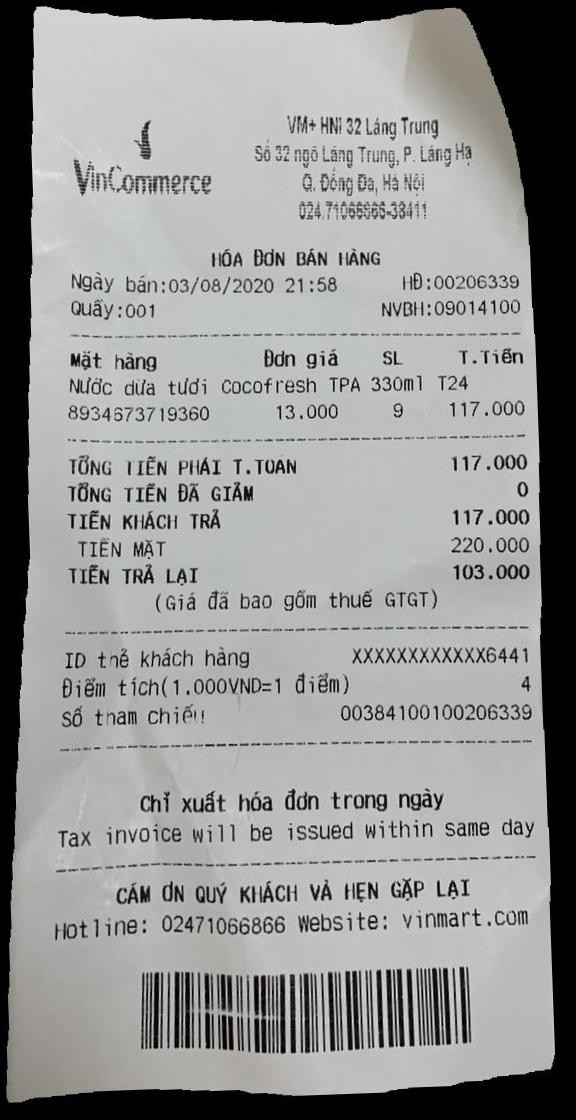 VinCommerce
VM+ HNI 32 Láng Trung
Số 32 ngõ Láng Trung, P. Láng Hạ
Q. Đống Đa, Hà Nội
024.71066866-38411
HÓA ĐƠN BÁN HÀNG
Ngày bán:03/08/2020 21:58 HĐ:00206339
Quầy:001 NVBH:09014100
Mặt hàng Đơn giá SL T.Tiền
Nước dừa tươi Cocofresh TPA 330ml T24
8934673719360 13.000 9 117.000
TỔNG TIỀN PHẢI T.TOÁN 117.000
TỔNG TIỀN ĐÃ GIẢM 0
TIỀN KHÁCH TRẢ 117.000
TIỀN MẶT 220.000
TIỀN TRẢ LẠI 103.000
(Giá đã bao gồm thuế GTGT)
ID thẻ khách hàng XXXXXXXXXXXX6441
Điểm tích(1.000VND=1 điểm) 4
Số tham chiếu 00384100100206339
Chỉ xuất hóa đơn trong ngày
Tax invoice will be issued within same day
CẢM ƠN QUÝ KHÁCH VÀ HẸN GẶP LẠI
Hotline: 02471066866 Website: vinmart.com